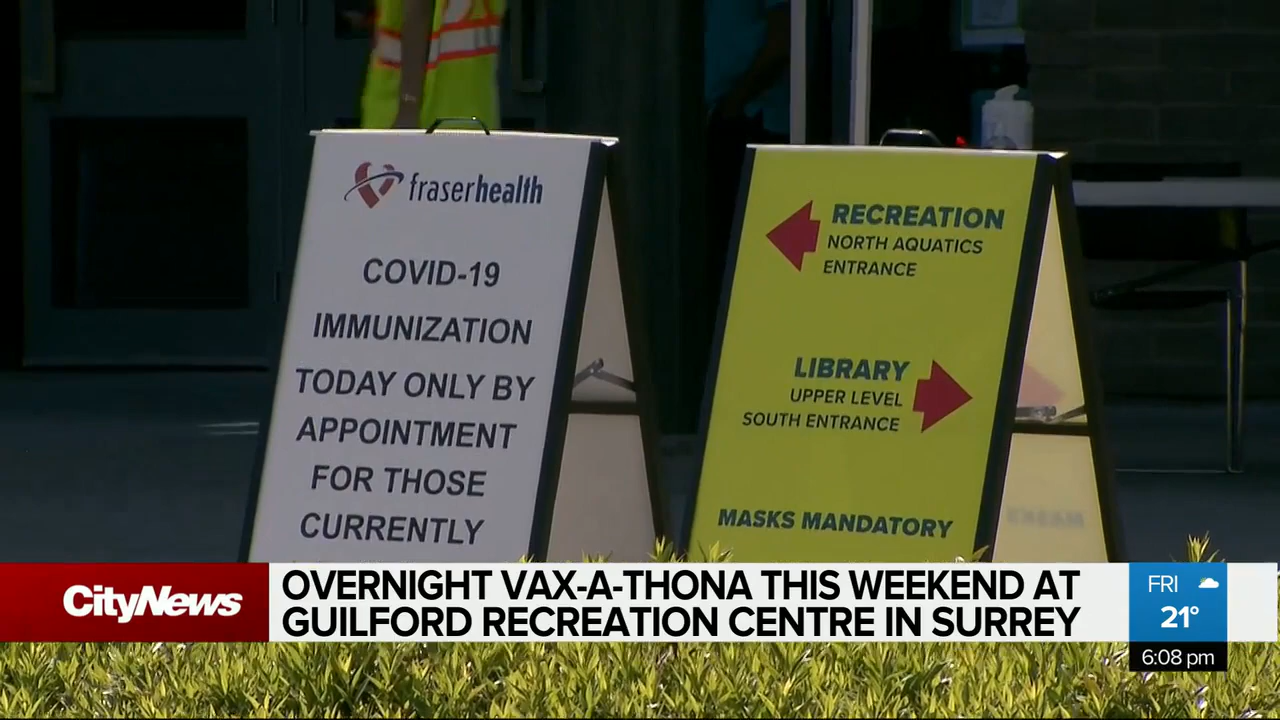 fraserhealth
COVID-19
IMMUNIZATION
TODAY ONLY BY
APPOINTMENT
FOR THOSE
CURRENTLY
RECREATION
NORTH AQUATICS
ENTRANCE
LIBRARY
UPPER LEVEL
SOUTH ENTRANCE
MASKS MANDATORY
CityNews
OVERNIGHT VAX-A-THONA THIS WEEKEND AT
GUILFORD RECREATION CENTRE IN SURREY
FRI
21°
6:08 pm